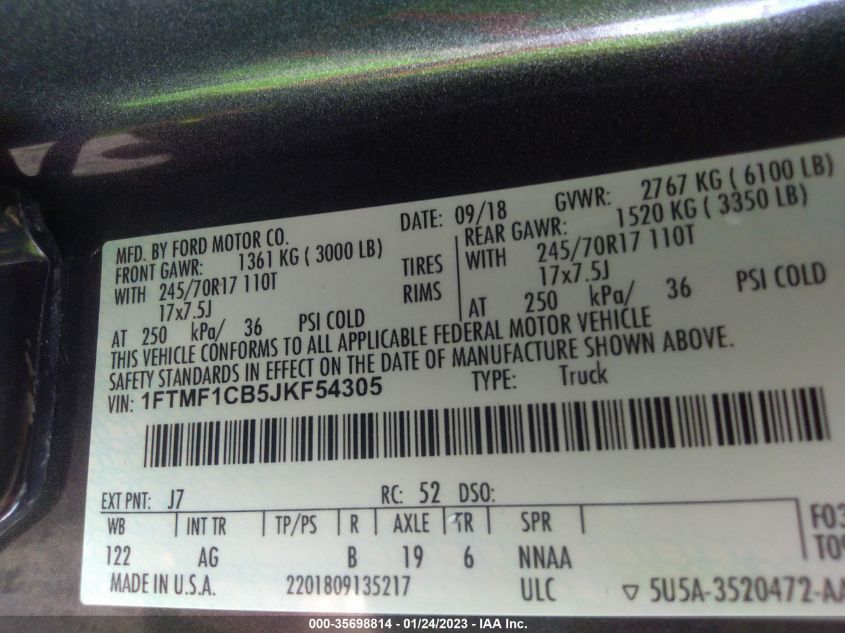 MFD. BY FORD MOTOR CO. DATE: 09/18 GVWR: 2767 KG ( 6100 LB)
FRONT GAWR: 1361 KG ( 3000 LB) REAR GAWR: 1520 KG ( 3350 LB)
WITH 245/70R17 110T TIRES WITH 245/70R17 110T
17x7.5J RIMS 17x7.5J
AT 250 kPa/ 36 PSI COLD AT 250 kPa/ 36 PSI COLD
THIS VEHICLE CONFORMS TO ALL APPLICABLE FEDERAL MOTOR VEHICLE
SAFETY STANDARDS IN EFFECT ON THE DATE OF MANUFACTURE SHOWN ABOVE.
VIN: 1FTMF1CB5JKF54305 TYPE: Truck
EXT PNT: J7 RC: 52 DSO:
WB INT TR TP/PS R AXLE TR SPR
122 AG B 19 6 NNAA
MADE IN U.S.A. 2201809135217 ULC ▽ 5U5A-3520472-AA
F03
T09
000-35698814 - 01/24/2023 - IAA Inc.